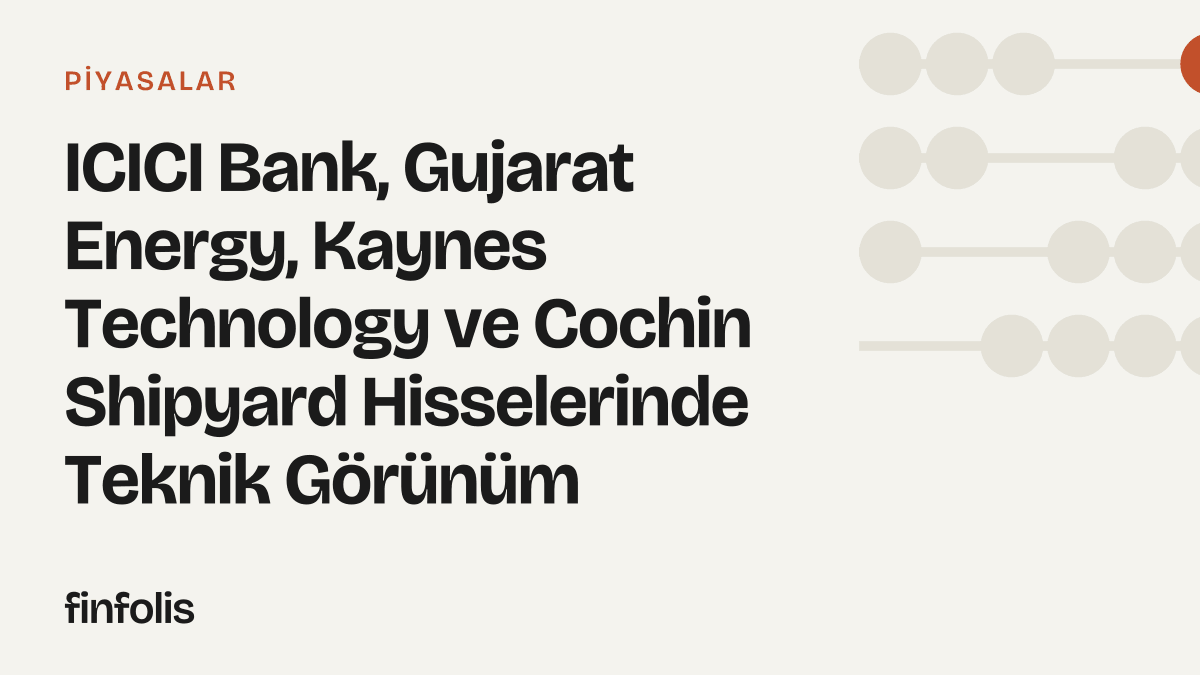 PİYASALAR
ICICI Bank, Gujarat
Energy, Kaynes
Technology ve Cochin
Shipyard Hisselerinde
Teknik Görünüm
finfolis